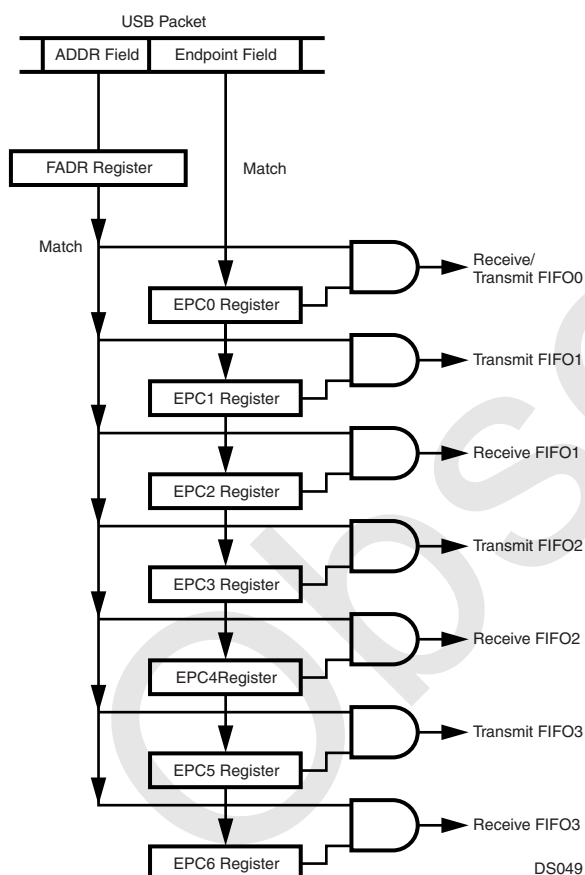 USB Packet
ADDR Field
Endpoint Field
FADR Register
Match
Match
Receive/
Transmit FIFO0
EPC0 Register
Transmit FIFO1
EPC1 Register
Receive FIFO1
EPC2 Register
Transmit FIFO2
EPC3 Register
Receive FIFO2
EPC4Register
Transmit FIFO3
EPC5 Register
Receive FIFO3
EPC6 Register
DS049
Obs